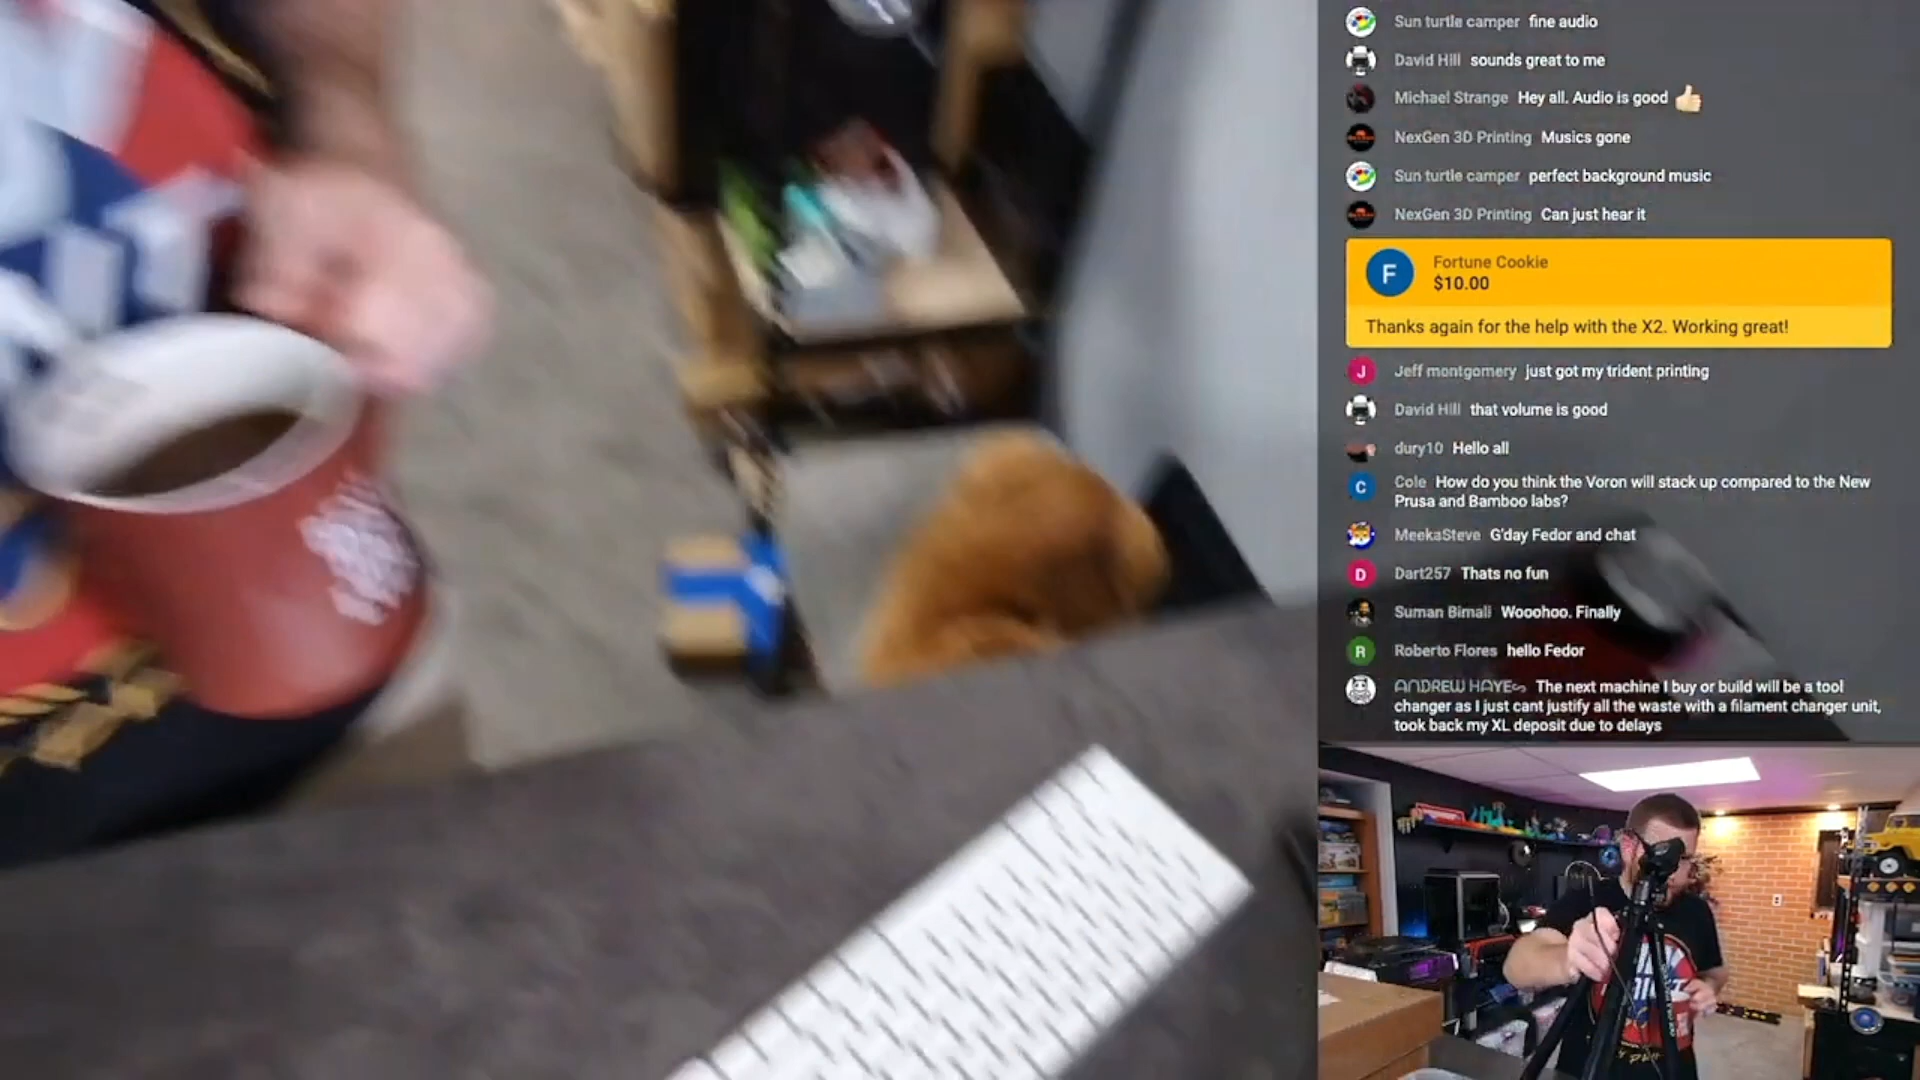 Sun turtle camper fine audio
David Hill sounds great to me
Michael Strange Hey all. Audio is good
NexGen 3D Printing Musics gone
Sun turtle camper perfect background music
NexGen 3D Printing Can just hear it
F
Fortune Cookie
$10.00
Thanks again for the help with the X2. Working great!
J Jeff montgomery just got my trident printing
David Hill that volume is good
dury10 Hello all
C Cole How do you think the Voron will stack up compared to the New
Prusa and Bamboo labs?
MeekaSteve G'day Fedor and chat
D Dart257 Thats no fun
Suman Bimali Wooohoo. Finally
R Roberto Flores hello Fedor
ANDREW HAYES The next machine I buy or build will be a tool
changer as I just cant justify all the waste with a filament changer unit,
took back my XL deposit due to delays